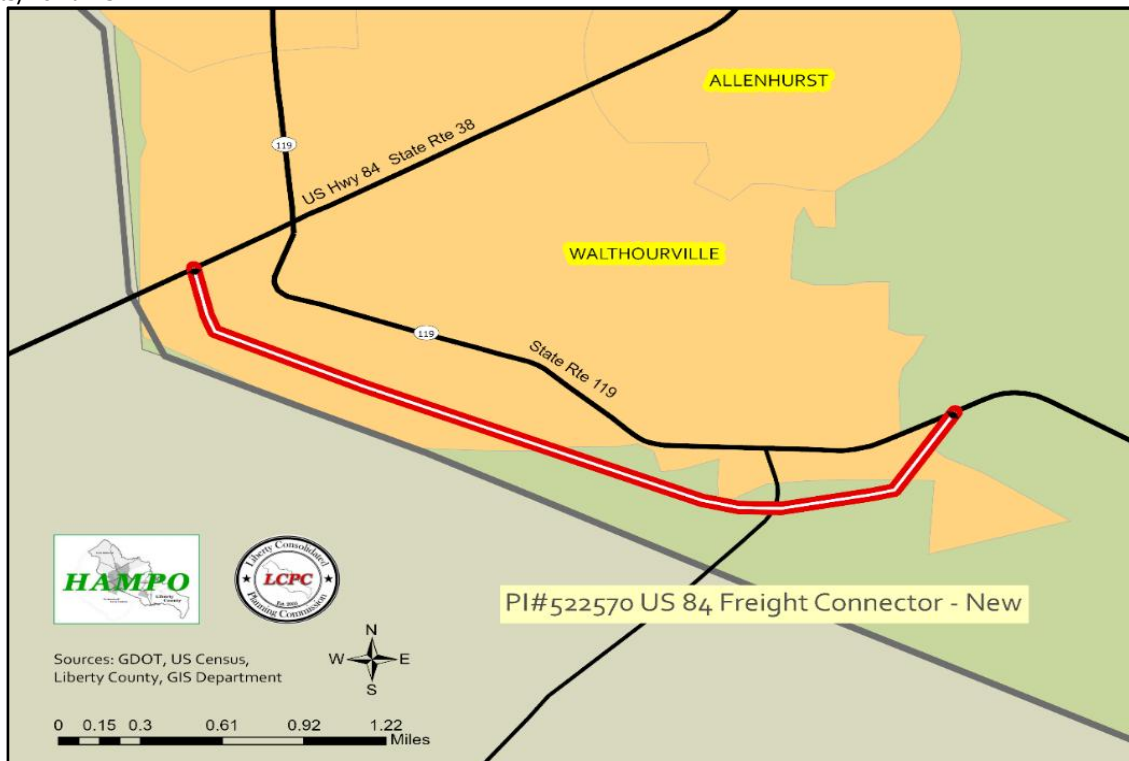 ALLENHURST
119
US Hwy 84 State Rte 38
WALTHOURVILLE
119
State Rte 119
HAMPO
Liberty
County
Liberty Consolidated
LCPC
Planning Commission
PI#522570 US 84 Freight Connector - New
N
W E
S
Sources: GDOT, US Census,
Liberty County, GIS Department
0 0.15 0.3 0.61 0.92 1.22
Miles